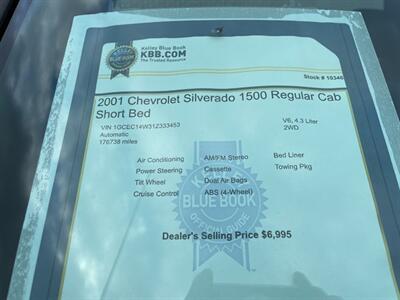 Kelley Blue Book
KBB.COM
The Trusted Resource
Stock # 10340
2001 Chevrolet Silverado 1500 Regular Cab
Short Bed
VIN 1GCEC14W31Z333453
Automatic
176738 miles
V6, 4.3 Liter
2WD
Air Conditioning AM/FM Stereo Bed Liner
Power Steering Cassette Towing Pkg
Tilt Wheel Dual Air Bags
Cruise Control ABS (4-Wheel)
BLUE BOOK
OFFICIAL GUIDE
Dealer's Selling Price $6,995